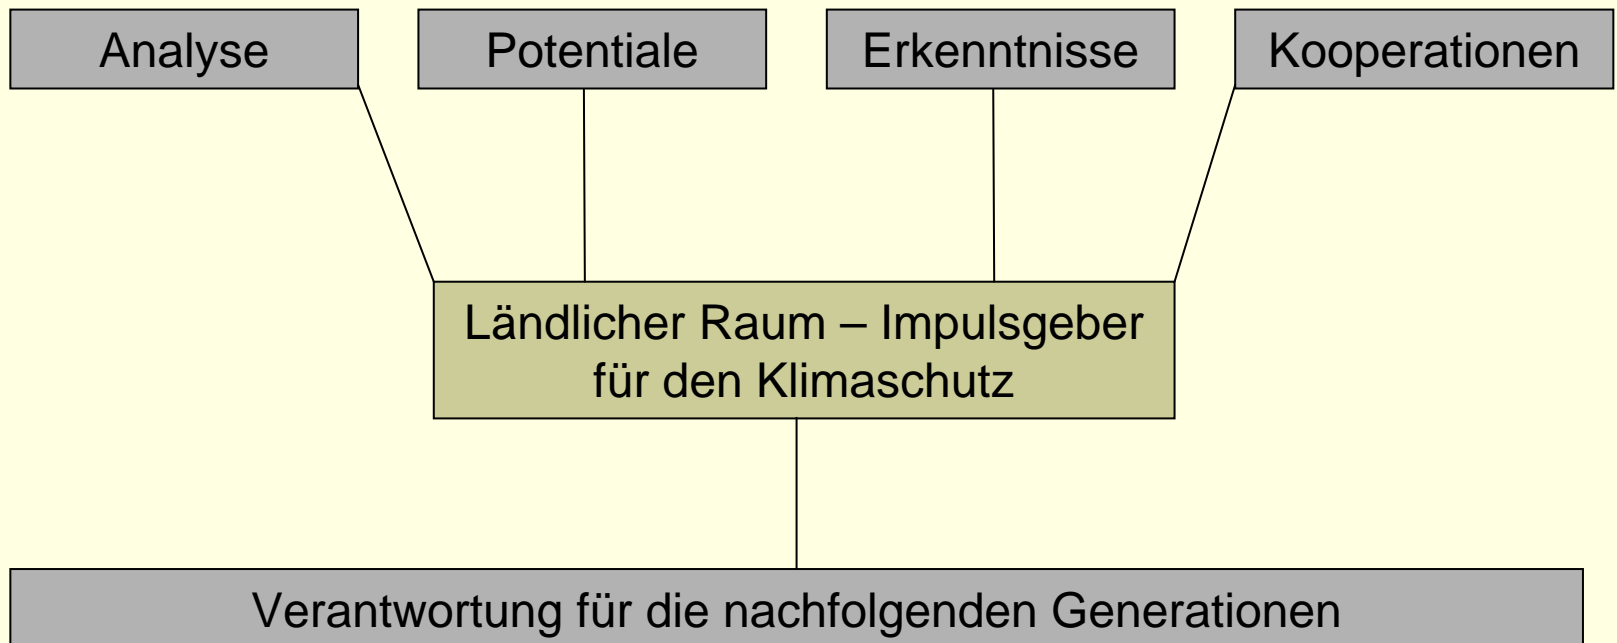 Analyse
Potentiale
Erkenntnisse
Kooperationen
Ländlicher Raum – Impulsgeber
für den Klimaschutz
Verantwortung für die nachfolgenden Generationen